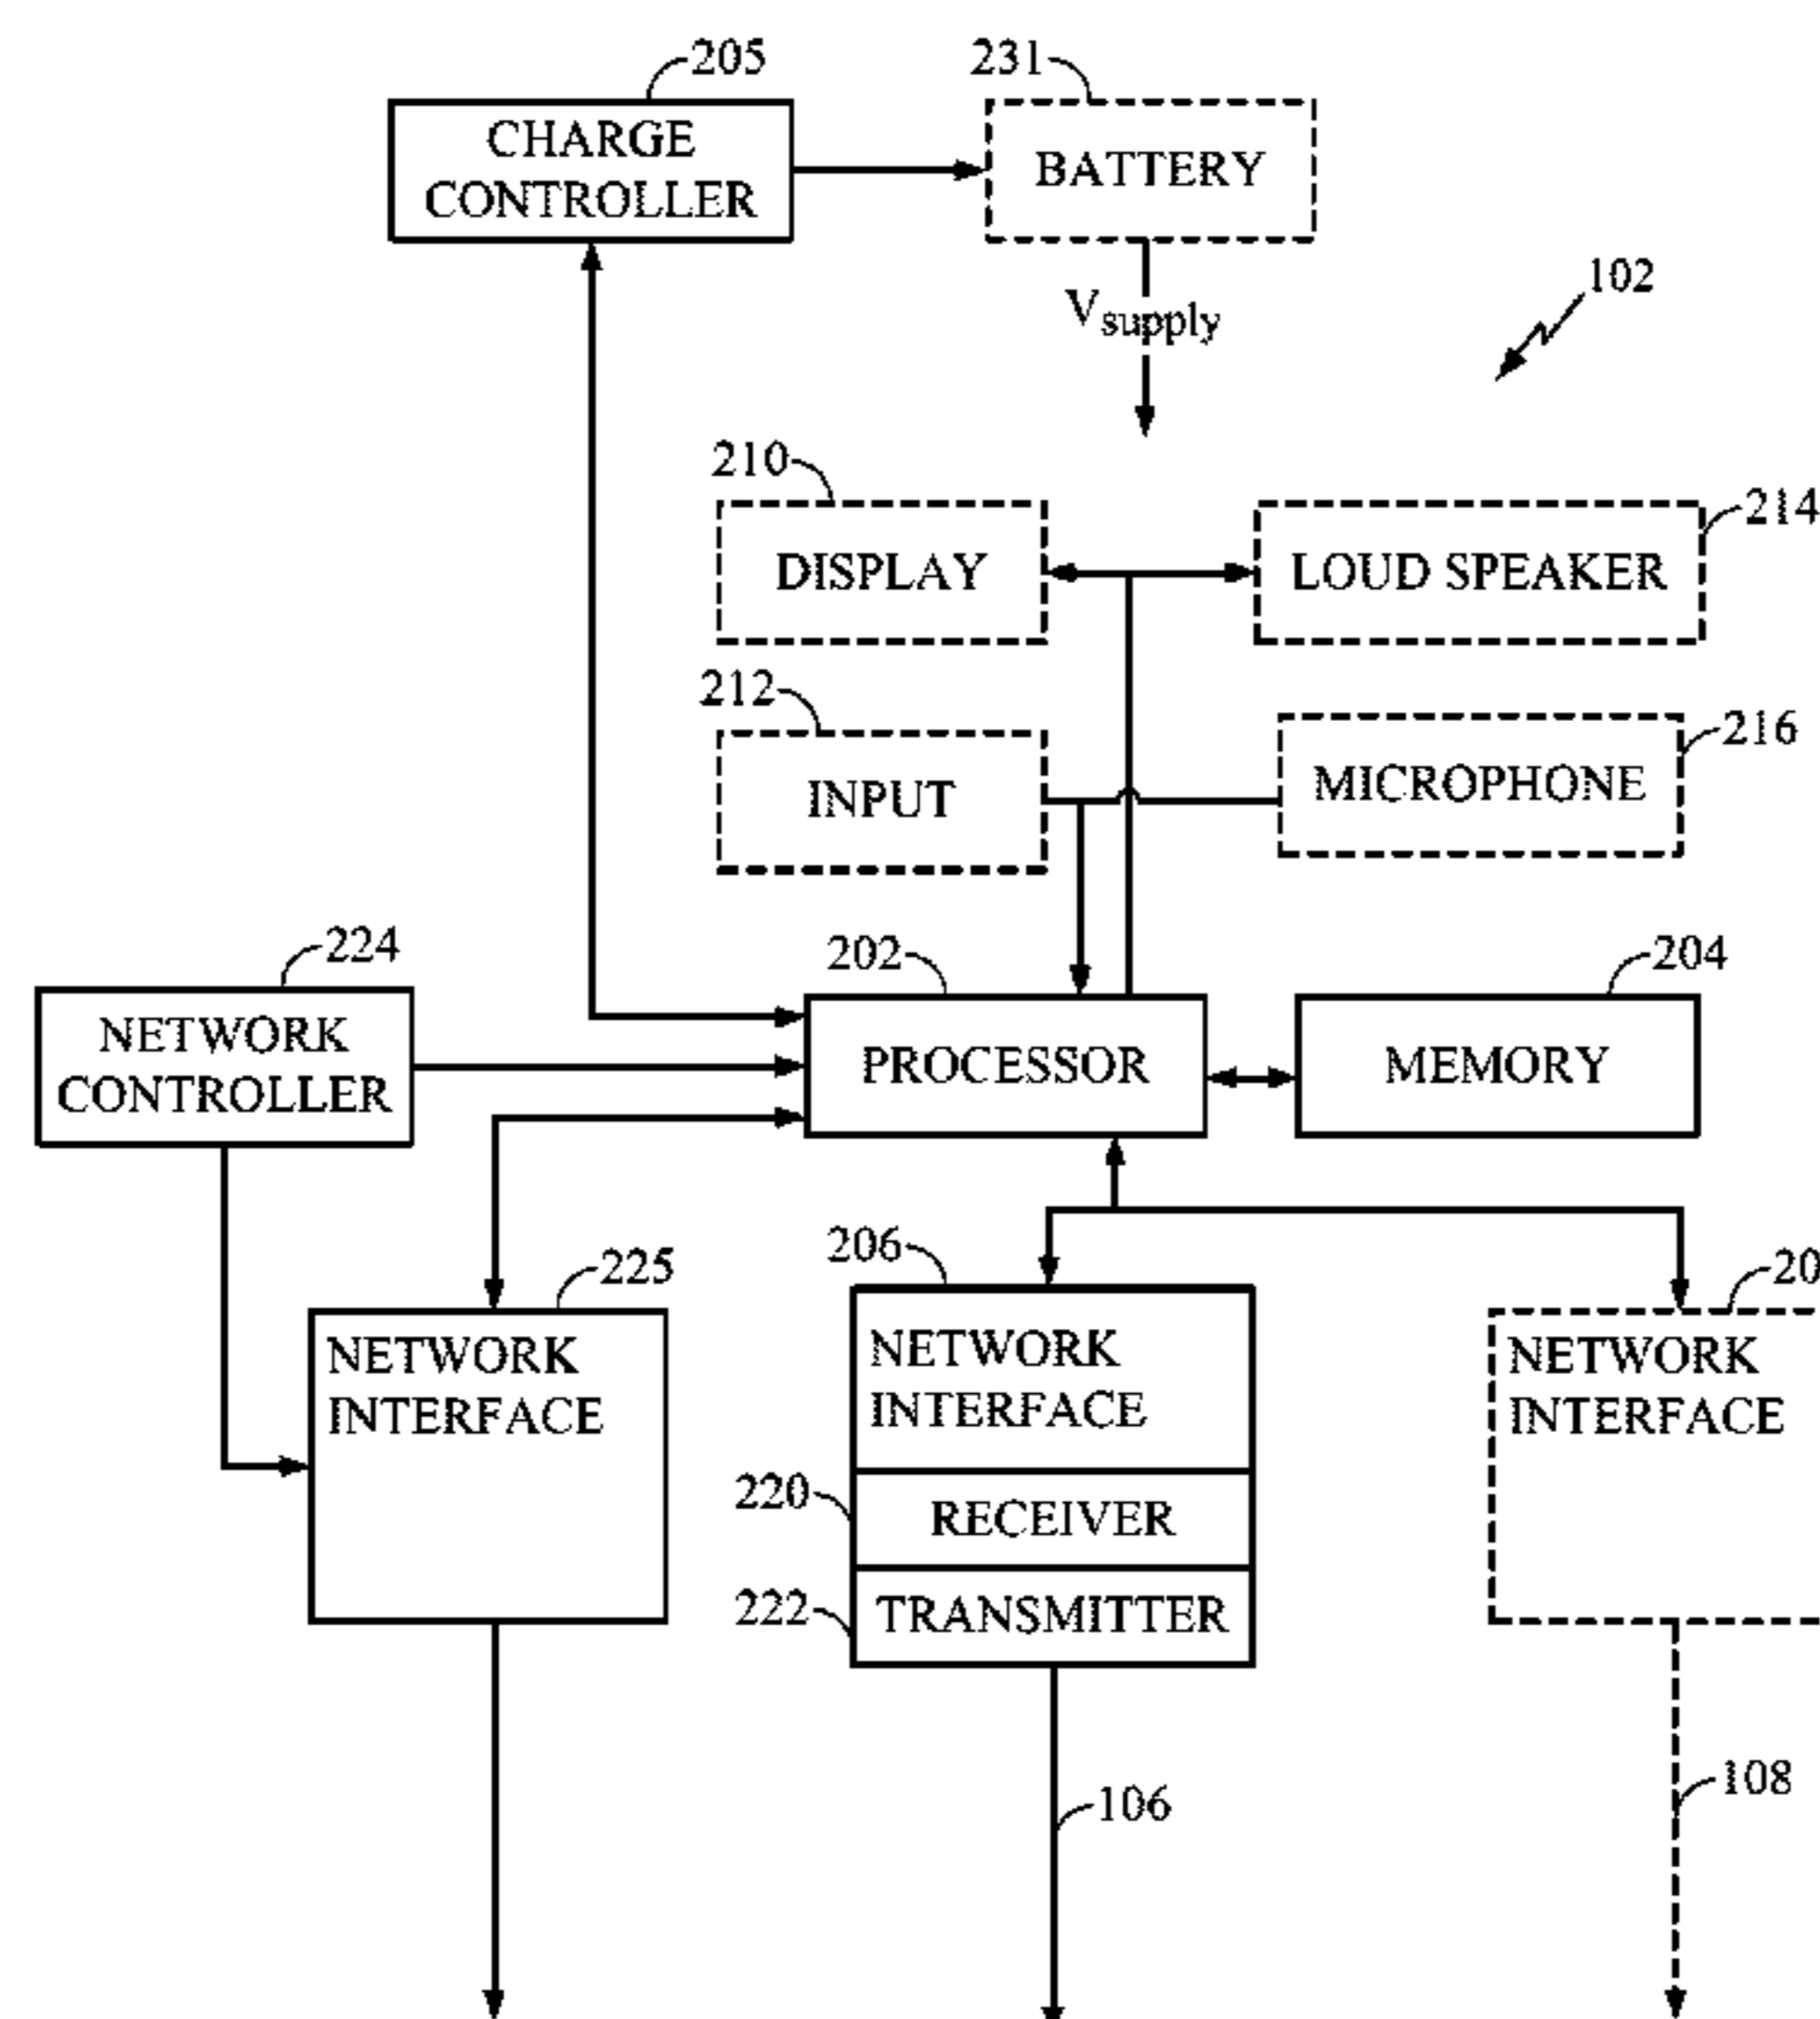 205
231
CHARGE
CONTROLLER
BATTERY
102
Vsupply
210
214
DISPLAY
LOUD SPEAKER
212
216
INPUT
MICROPHONE
224
202
204
NETWORK
CONTROLLER
PROCESSOR
MEMORY
225
206
20
NETWORK
INTERFACE
NETWORK
INTERFACE
NETWORK
INTERFACE
220
RECEIVER
222
TRANSMITTER
106
108